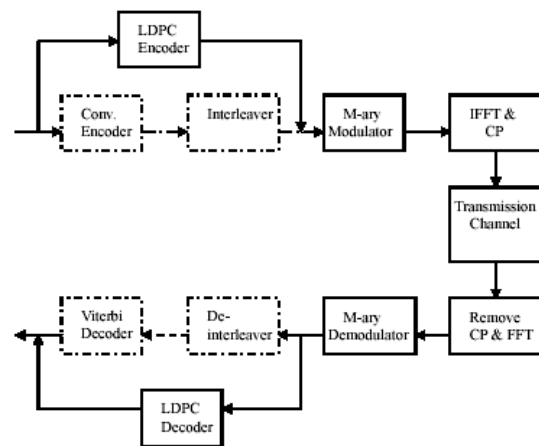 LDPC
Encoder
Conv.
Encoder
Interleaver
M-ary
Modulator
IFFT &
CP
Transmission
Channel
Viterbi
Decoder
De-
interleaver
M-ary
Demodulator
Remove
CP & FFT
LDPC
Decoder